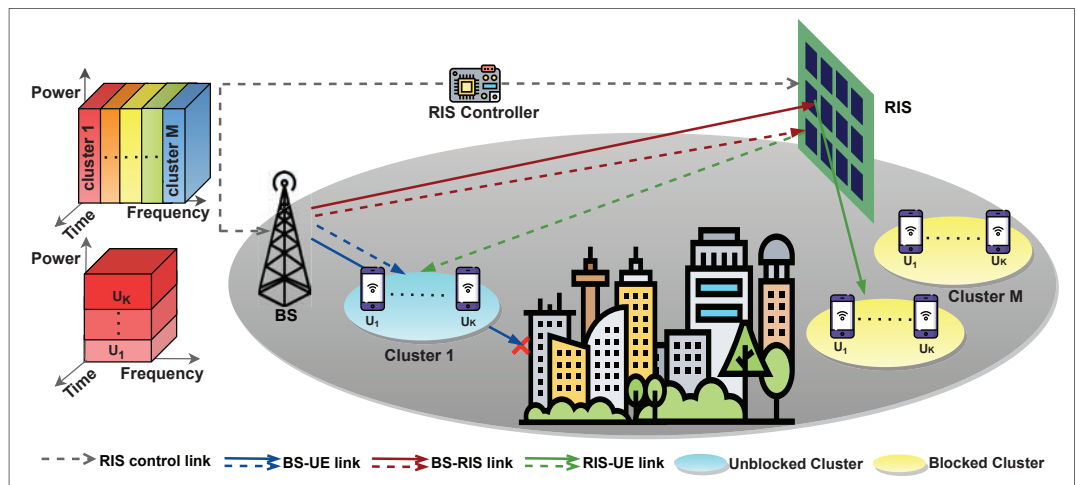 Power
cluster 1
cluster M
Time
Frequency
RIS Controller
RIS
Power
UK
U1
Time
Frequency
BS
U1
UK
Cluster 1
U1
UK
Cluster M
U1
UK
RIS control link
BS-UE link
BS-RIS link
RIS-UE link
Unblocked Cluster
Blocked Cluster